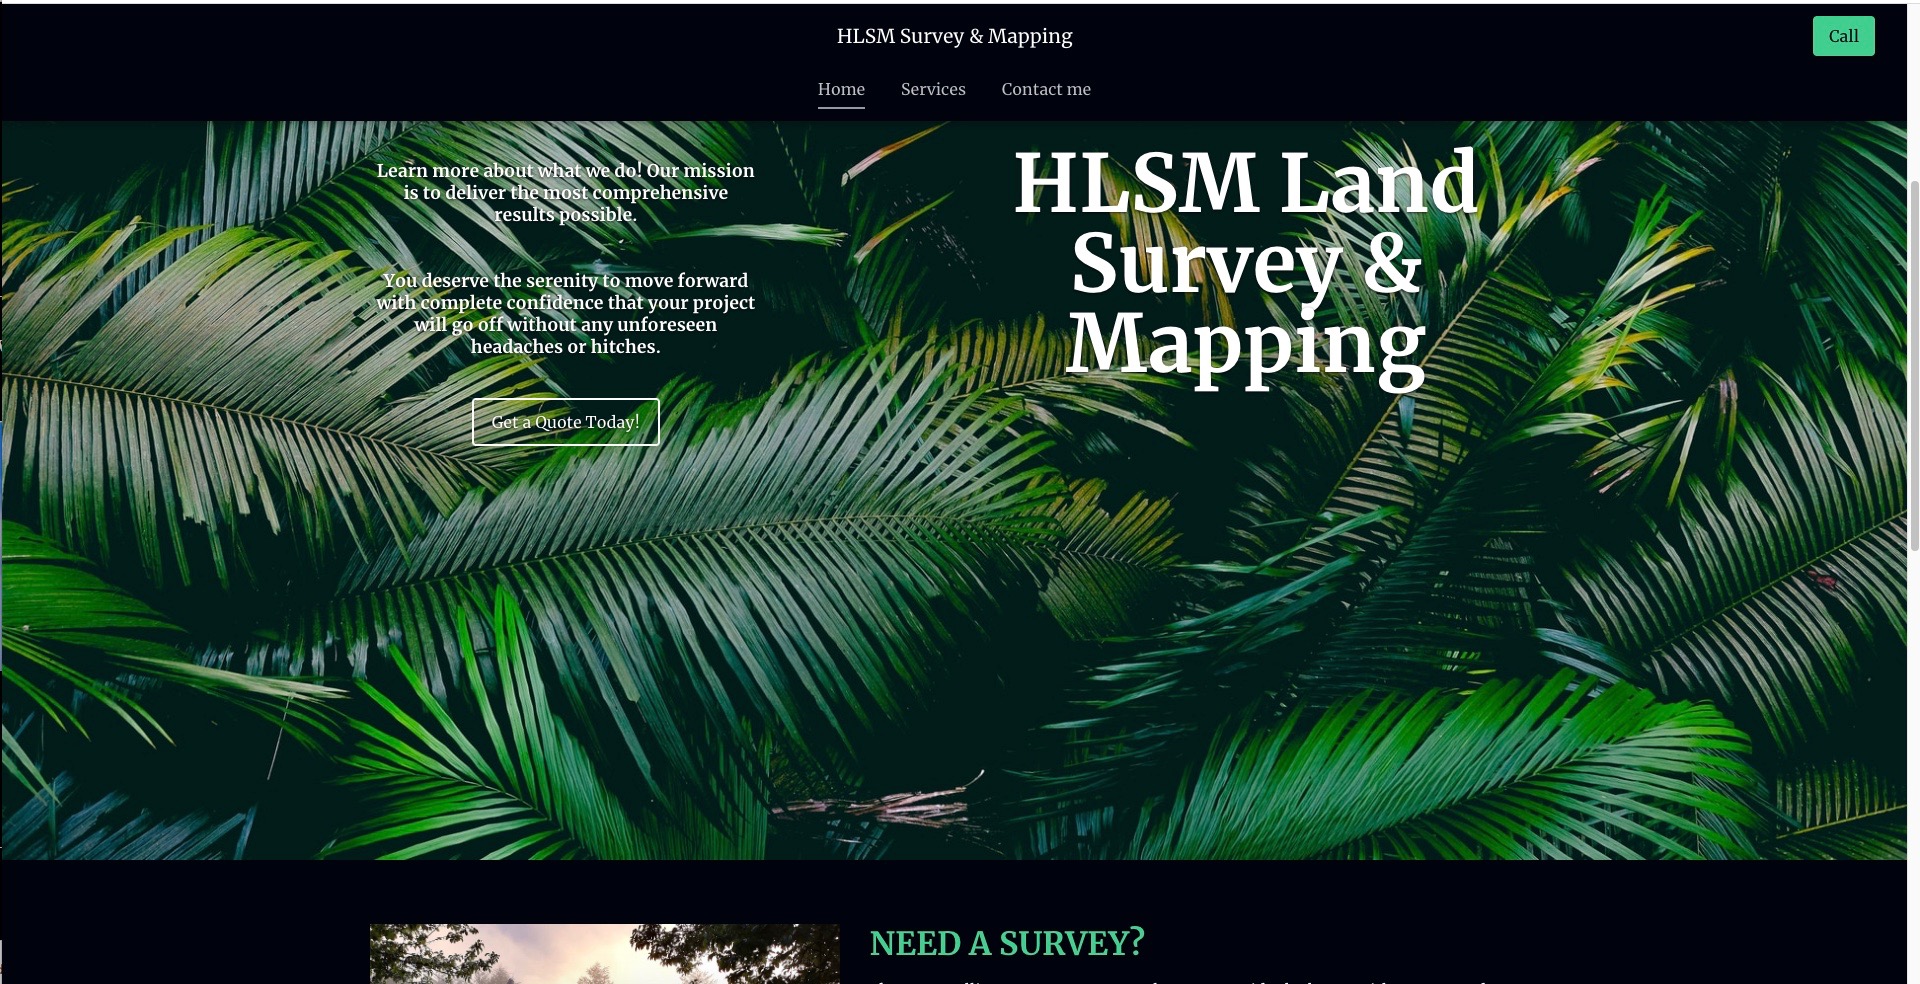 HLSM Survey & Mapping
Call
Home
Services
Contact me
Learn more about what we do! Our mission
is to deliver the most comprehensive
results possible.
You deserve the serenity to move forward
with complete confidence that your project
will go off without any unforeseen
headaches or hitches.
Get a Quote Today!
HLSM Land
Survey &
Mapping
NEED A SURVEY?